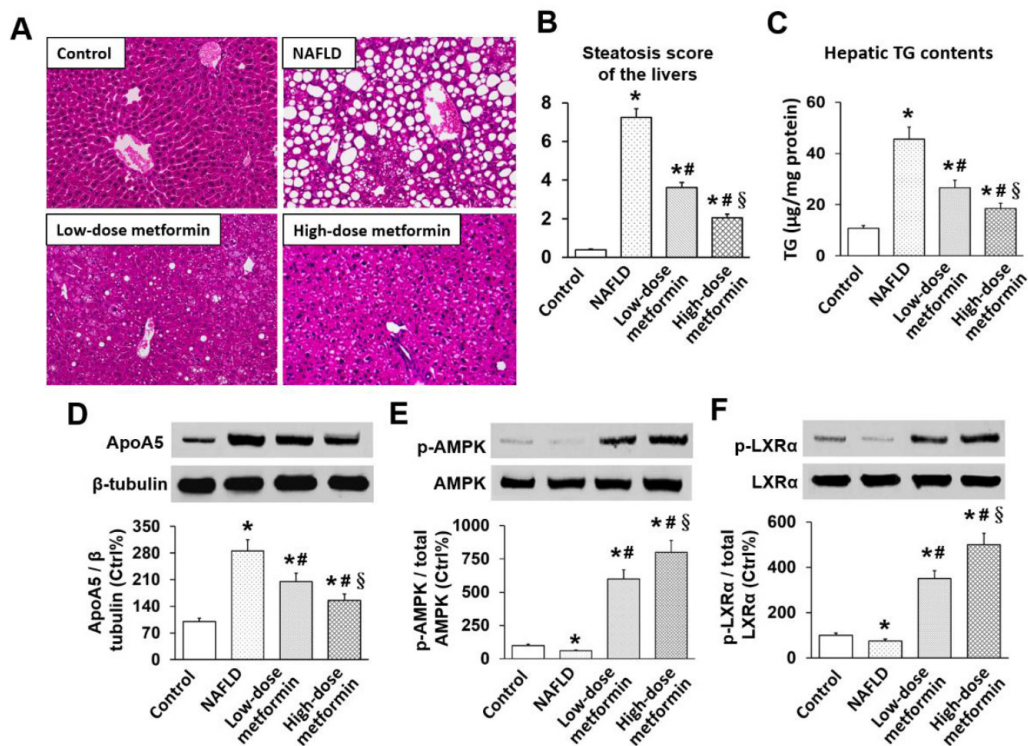 A
Control
NAFLD
Low-dose metformin
High-dose metformin
B
Steatosis score
of the livers
8
6
4
2
0
*
*#
*# §
Control
NAFLD
Low-dose
metformin
High-dose
metformin
C
Hepatic TG contents
TG (µg/mg protein)
60
40
20
0
*
*#
*# §
Control
NAFLD
Low-dose
metformin
High-dose
metformin
D
ApoA5
β-tubulin
ApoA5 / β
tubulin (Ctrl%)
350
280
210
140
70
0
*
*#
*# §
Control
NAFLD
Low-dose
metformin
High-dose
metformin
E
p-AMPK
AMPK
p-AMPK / total
AMPK (Ctrl%)
1000
750
500
250
0
*
*#
*# §
Control
NAFLD
Low-dose
metformin
High-dose
metformin
F
p-LXRα
LXRα
p-LXRα / total
LXRα (Ctrl%)
600
400
200
0
*
*#
*# §
Control
NAFLD
Low-dose
metformin
High-dose
metformin